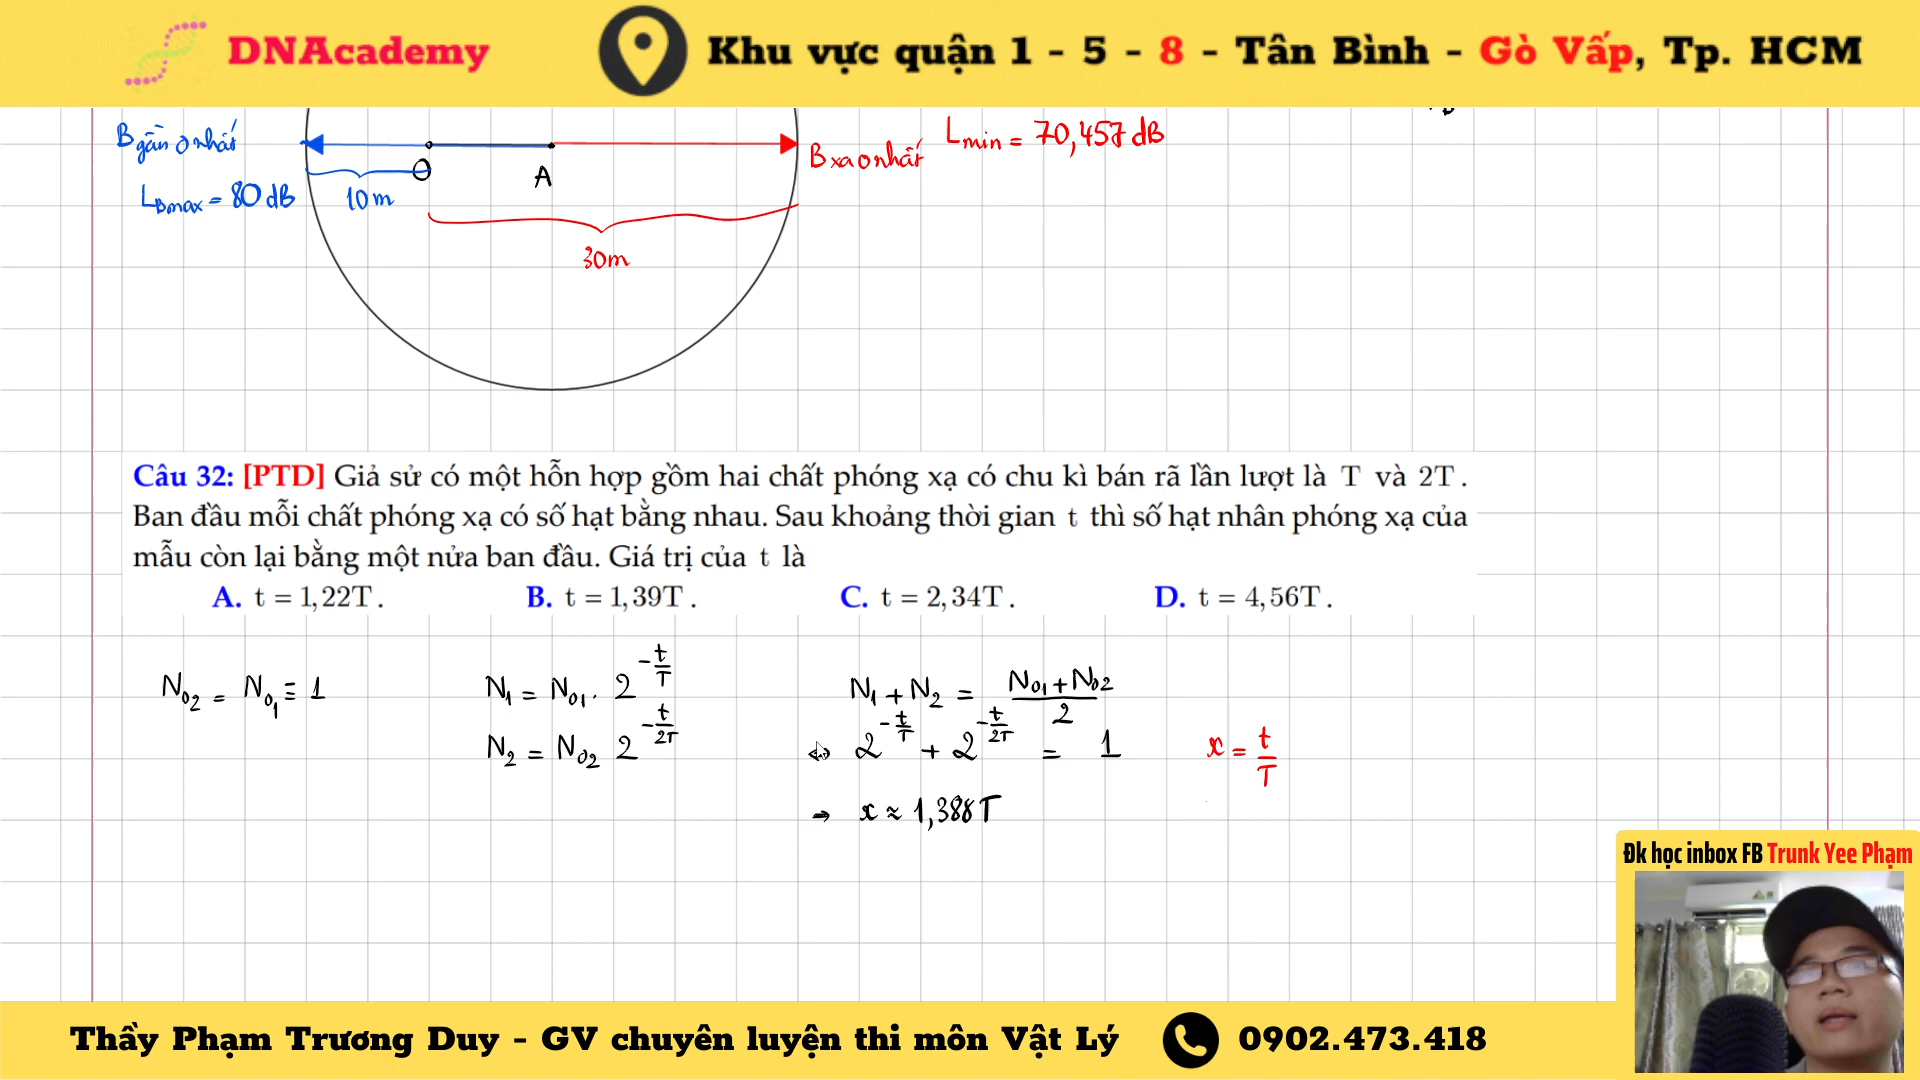 DNAcademy
Khu vực quận 1 - 5 - 8 - Tân Bình - Gò Vấp, Tp. HCM
B gần O nhất
L Bmax = 80 dB
10 m
O
A
30m
B xa O nhất
L min = 70,457 dB
Câu 32: [PTD] Giả sử có một hỗn hợp gồm hai chất phóng xạ có chu kì bán rã lần lượt là T và 2T.
Ban đầu mỗi chất phóng xạ có số hạt bằng nhau. Sau khoảng thời gian t thì số hạt nhân phóng xạ của
mẫu còn lại bằng một nửa ban đầu. Giá trị của t là
A. t = 1,22T. B. t = 1,39T. C. t = 2,34T. D. t = 4,56T.
N₀₂ = N₀₁ ≡ 1
N₁ = N₀₁ . 2^(-t/T)
N₂ = N₀₂ 2^(-t/2T)
N₁ + N₂ = (N₀₁ + N₀₂)/2
⇔ 2^(-t/T) + 2^(-t/2T) = 1
x = t/T
⇒ x ≈ 1,388T
Đk học inbox FB Trunk Yee Phạm
Thầy Phạm Trương Duy - GV chuyên luyện thi môn Vật Lý
0902.473.418